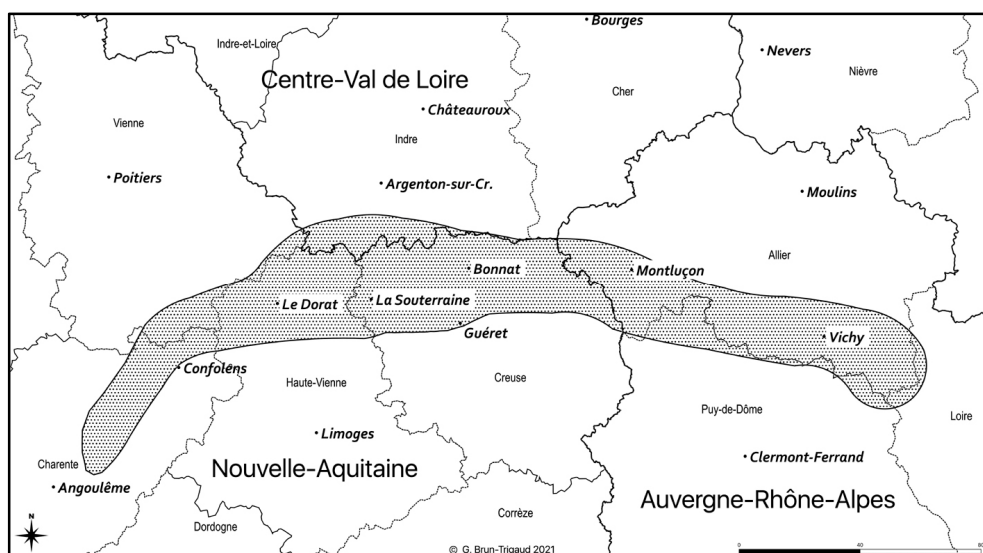 Bourges
Indre-et-Loire
Nevers
Nièvre
Centre-Val de Loire
Cher
Châteauroux
Vienne
Indre
Poitiers
Argenton-sur-Cr.
Moulins
Allier
Bonnat
Montluçon
Le Dorat
La Souterraine
Guéret
Vichy
Confolens
Haute-Vienne
Creuse
Puy-de-Dôme
Loire
Limoges
Charente
Nouvelle-Aquitaine
Clermont-Ferrand
Angoulême
Auvergne-Rhône-Alpes
N
Corrèze
Dordogne
© G. Brun-Trigaud 2021
0 40 80